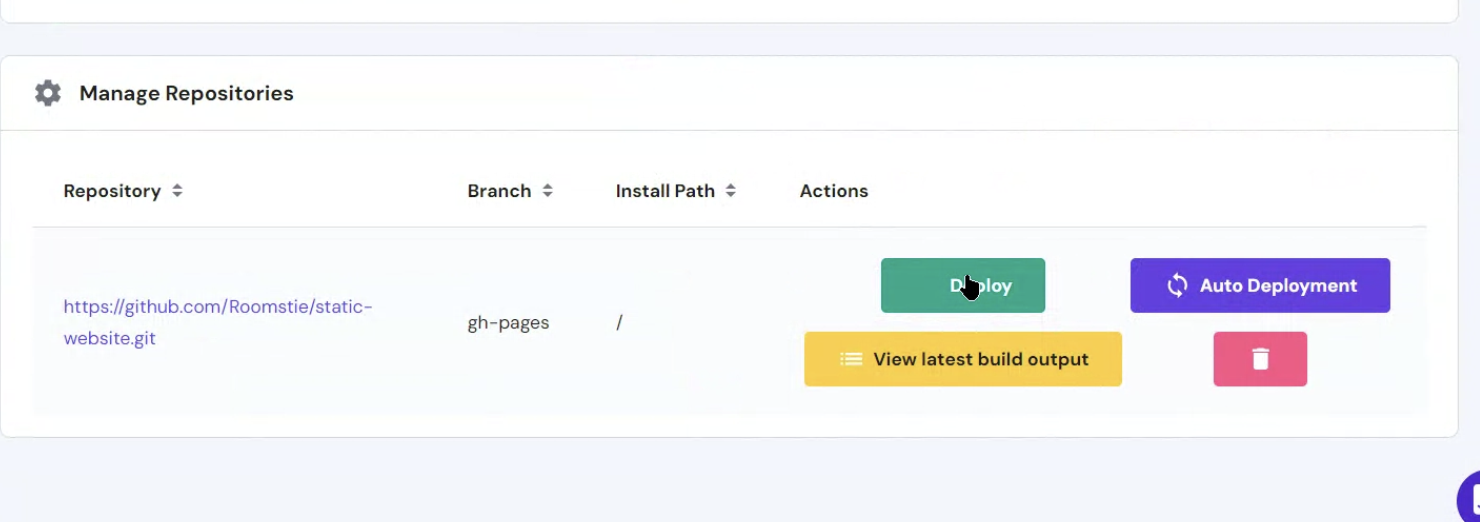 Manage Repositories
Repository Branch Install Path Actions
Deploy Auto Deployment
https://github.com/Roomstie/static-
website.git
gh-pages /
View latest build output